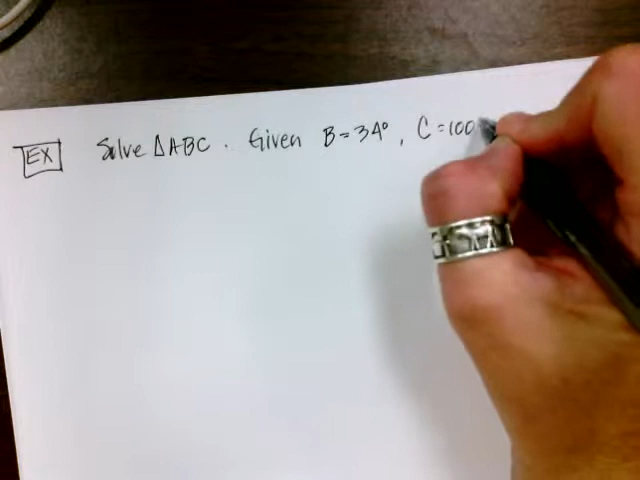 EX Solve ΔABC. Given B=34°, C=100